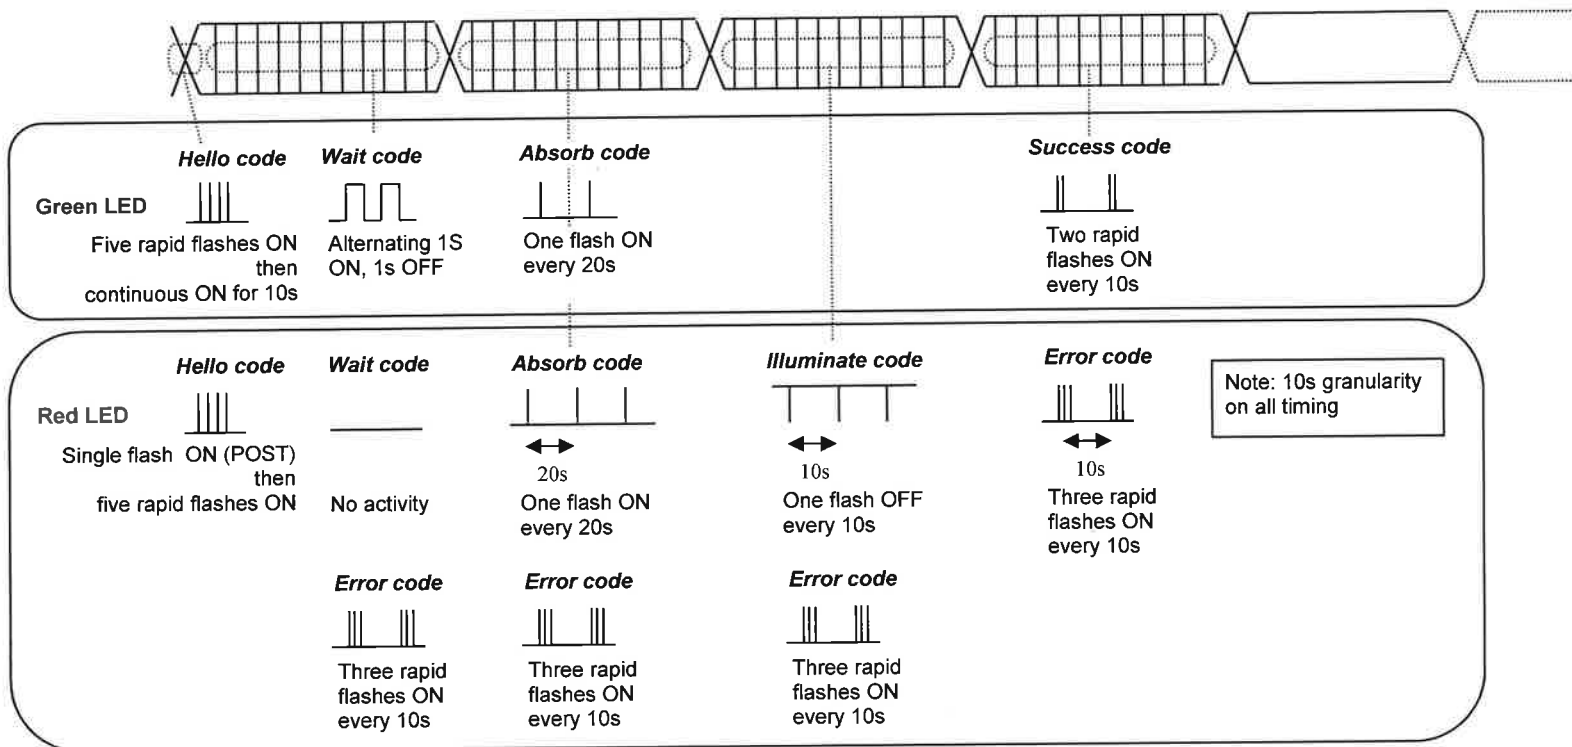 Hello code
Wait code
Absorb code
Success code
Green LED
Five rapid flashes ON
then
continuous ON for 10s
Alternating 1S
ON, 1s OFF
One flash ON
every 20s
Two rapid
flashes ON
every 10s
Hello code
Wait code
Absorb code
Illuminate code
Error code
Note: 10s granularity
on all timing
Red LED
Single flash ON (POST)
then
five rapid flashes ON
No activity
20s
One flash ON
every 20s
10s
One flash OFF
every 10s
10s
Three rapid
flashes ON
every 10s
Error code
Error code
Error code
Three rapid
flashes ON
every 10s
Three rapid
flashes ON
every 10s
Three rapid
flashes ON
every 10s